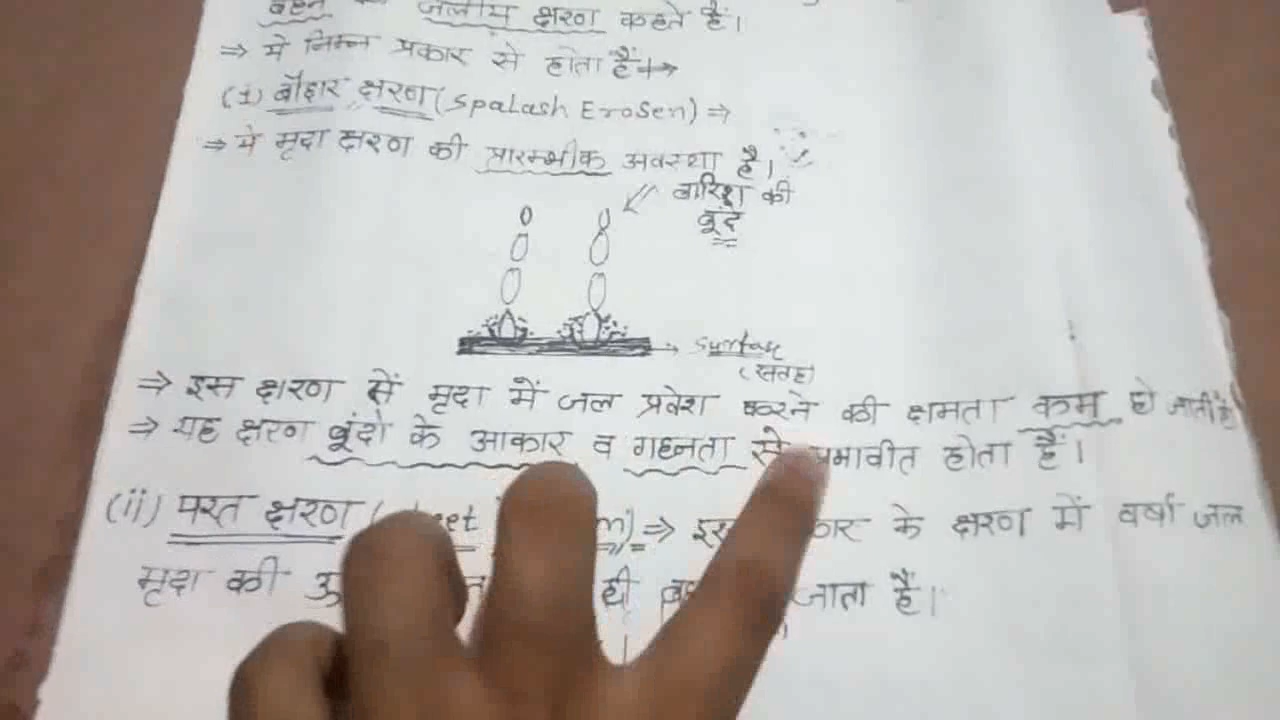 जलीय क्षरण कहते हैं।
⇒ ये निम्न प्रकार से होता हैं→
(i) बौछार क्षरण (Spalash Erosen) ⇒
⇒ ये मृदा क्षरण की प्रारम्भीक अवस्था है।
बारिश की
बूंदे
→ Surface
(सतह)
⇒ इस क्षरण में मृदा में जल प्रवेश करने की क्षमता कम हो जाती है
⇒ यह क्षरण बूंदो के आकार व गहनता से प्रभावीत होता हैं।
(ii) परत क्षरण ⇒ के क्षरण में वर्षा जल
मृदा की ही जाता हैं।